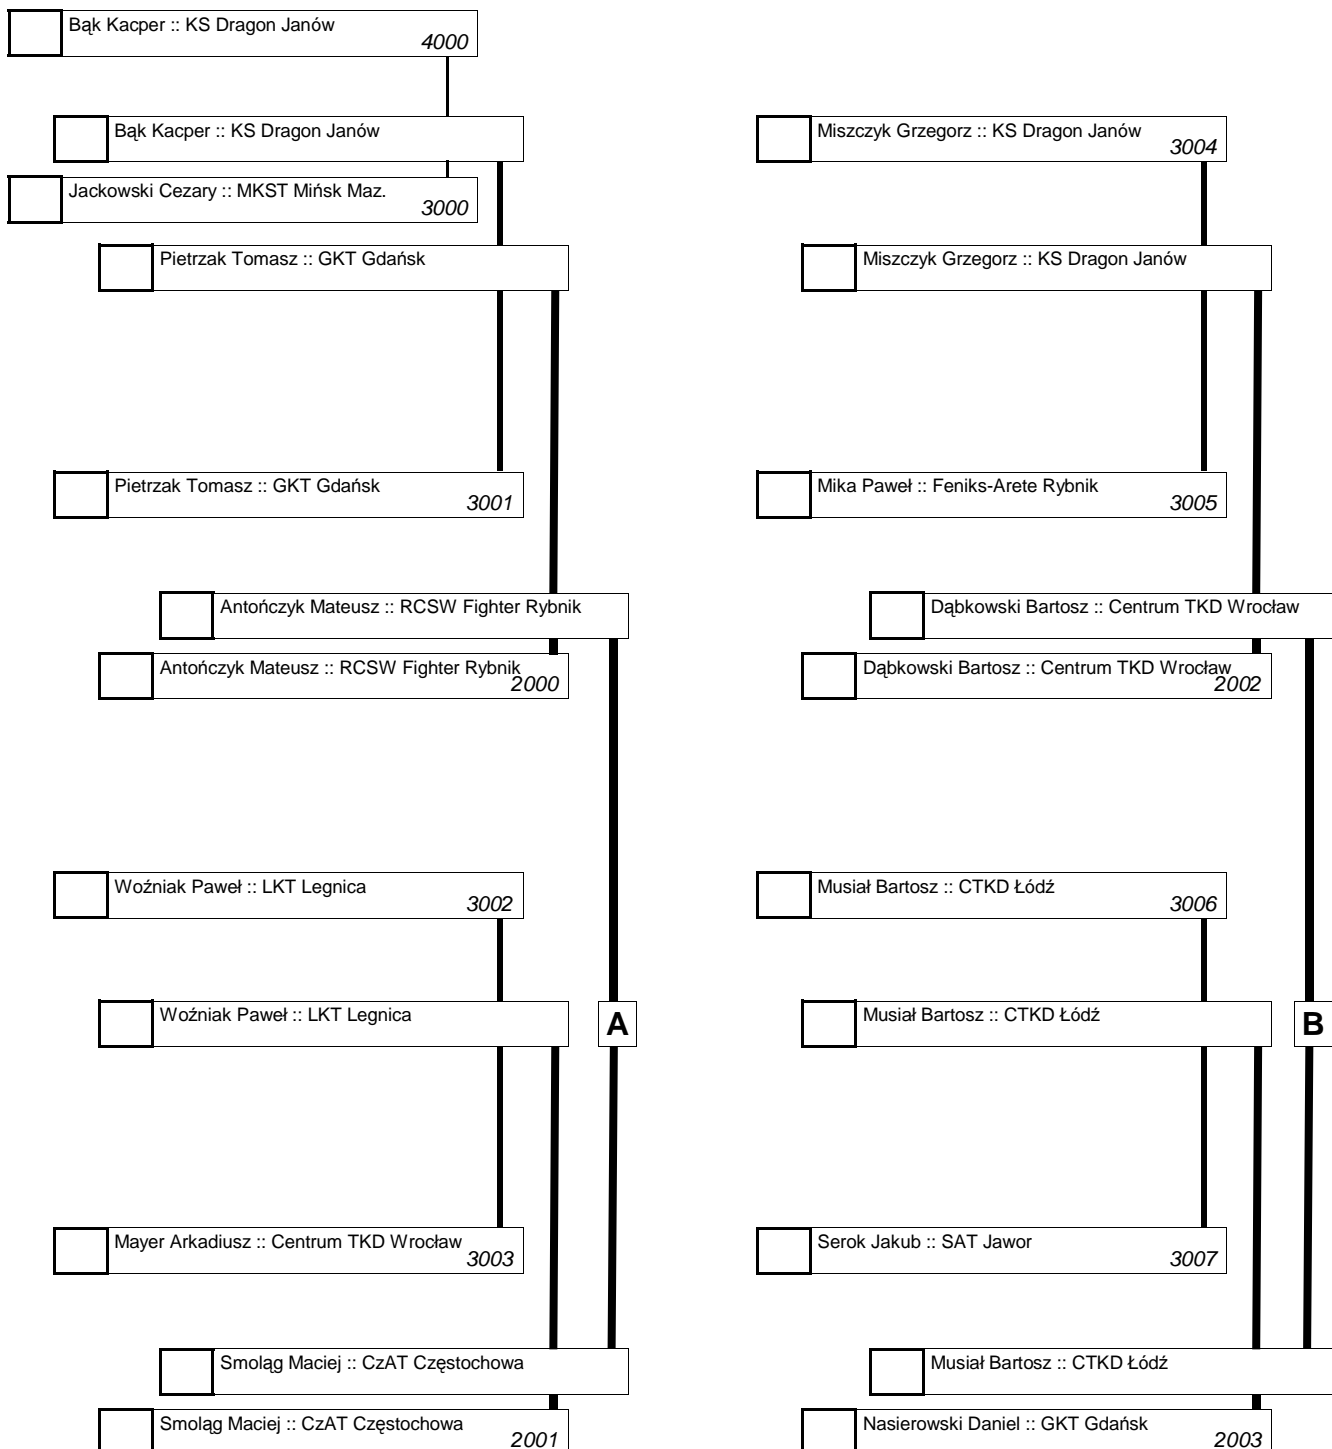 Bąk Kacper :: KS Dragon Janów
4000
Bąk Kacper :: KS Dragon Janów
Jackowski Cezary :: MKST Mińsk Maz.
3000
Pietrzak Tomasz :: GKT Gdańsk
Pietrzak Tomasz :: GKT Gdańsk
3001
Antończyk Mateusz :: RCSW Fighter Rybnik
Antończyk Mateusz :: RCSW Fighter Rybnik
2000
Woźniak Paweł :: LKT Legnica
3002
Woźniak Paweł :: LKT Legnica
A
Mayer Arkadiusz :: Centrum TKD Wrocław
3003
Smoląg Maciej :: CzAT Częstochowa
Smoląg Maciej :: CzAT Częstochowa
2001
Miszczyk Grzegorz :: KS Dragon Janów
3004
Miszczyk Grzegorz :: KS Dragon Janów
Mika Paweł :: Feniks-Arete Rybnik
3005
Dąbkowski Bartosz :: Centrum TKD Wrocław
Dąbkowski Bartosz :: Centrum TKD Wrocław
2002
Musiał Bartosz :: CTKD Łódź
3006
Musiał Bartosz :: CTKD Łódź
B
Serok Jakub :: SAT Jawor
3007
Musiał Bartosz :: CTKD Łódź
Nasierowski Daniel :: GKT Gdańsk
2003